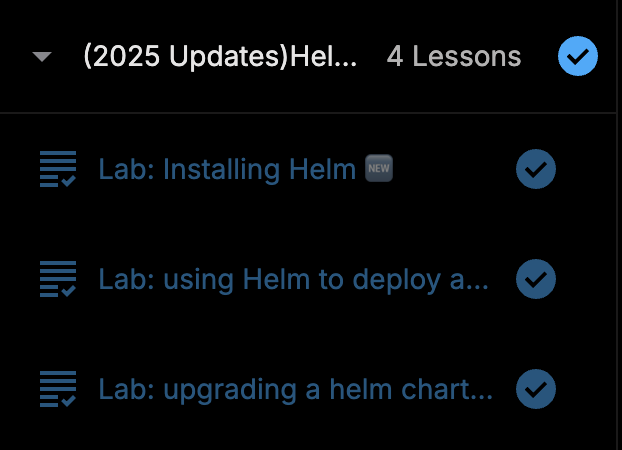 (2025 Updates)Hel... 4 Lessons
Lab: Installing Helm NEW
Lab: using Helm to deploy a...
Lab: upgrading a helm chart...